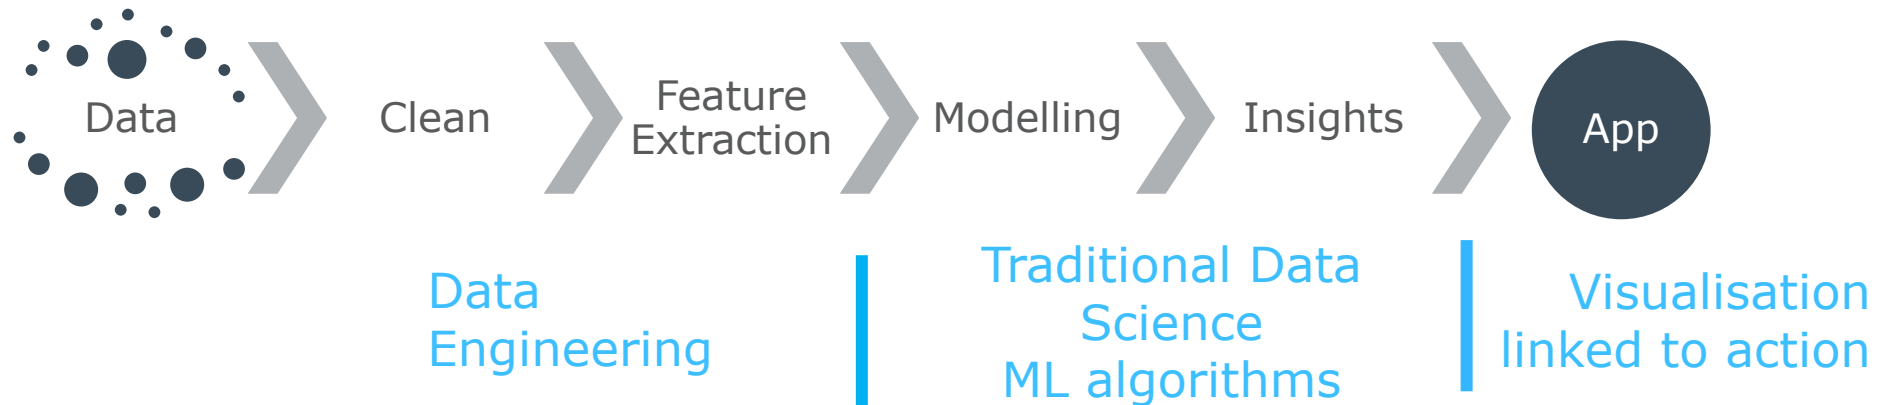 Data
Clean
Feature
Extraction
Modelling
Insights
App
Data
Engineering
Traditional Data
Science
ML algorithms
Visualisation
linked to action